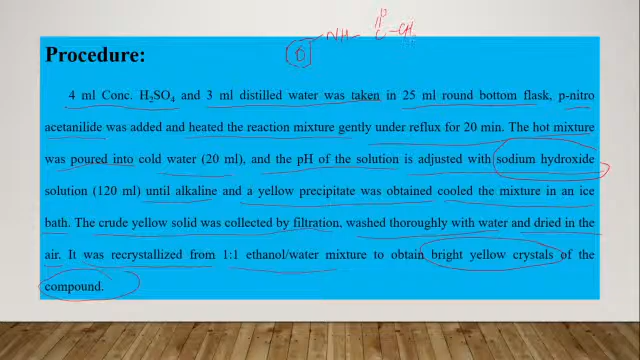 NH
Procedure:
4 ml Conc. H₂SO₄ and 3 ml distilled water was taken in 25 ml round bottom flask, p-nitro
acetanilide was added and heated the reaction mixture gently under reflux for 20 min. The hot mixture
was poured into cold water (20 ml), and the pH of the solution is adjusted with sodium hydroxide
solution (120 ml) until alkaline and a yellow precipitate was obtained cooled the mixture in an ice
bath. The crude yellow solid was collected by filtration, washed thoroughly with water and dried in the
air. It was recrystallized from 1:1 ethanol/water mixture to obtain bright yellow crystals of the
compound.